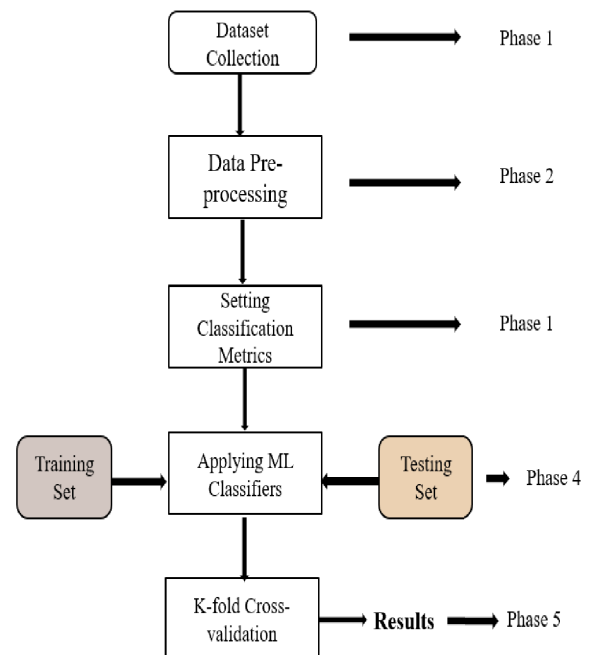 Dataset
Collection
Phase 1
Data Pre-
processing
Phase 2
Setting
Classification
Metrics
Phase 1
Training
Set
Applying ML
Classifiers
Testing
Set
Phase 4
K-fold Cross-
validation
Results
Phase 5